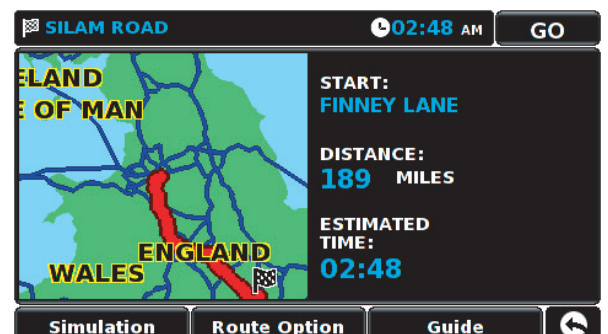 SILAM ROAD 02:48 AM GO
ELAND
E OF MAN
ENGLAND
WALES
START:
FINNEY LANE
DISTANCE:
189 MILES
ESTIMATED
TIME:
02:48
Simulation Route Option Guide